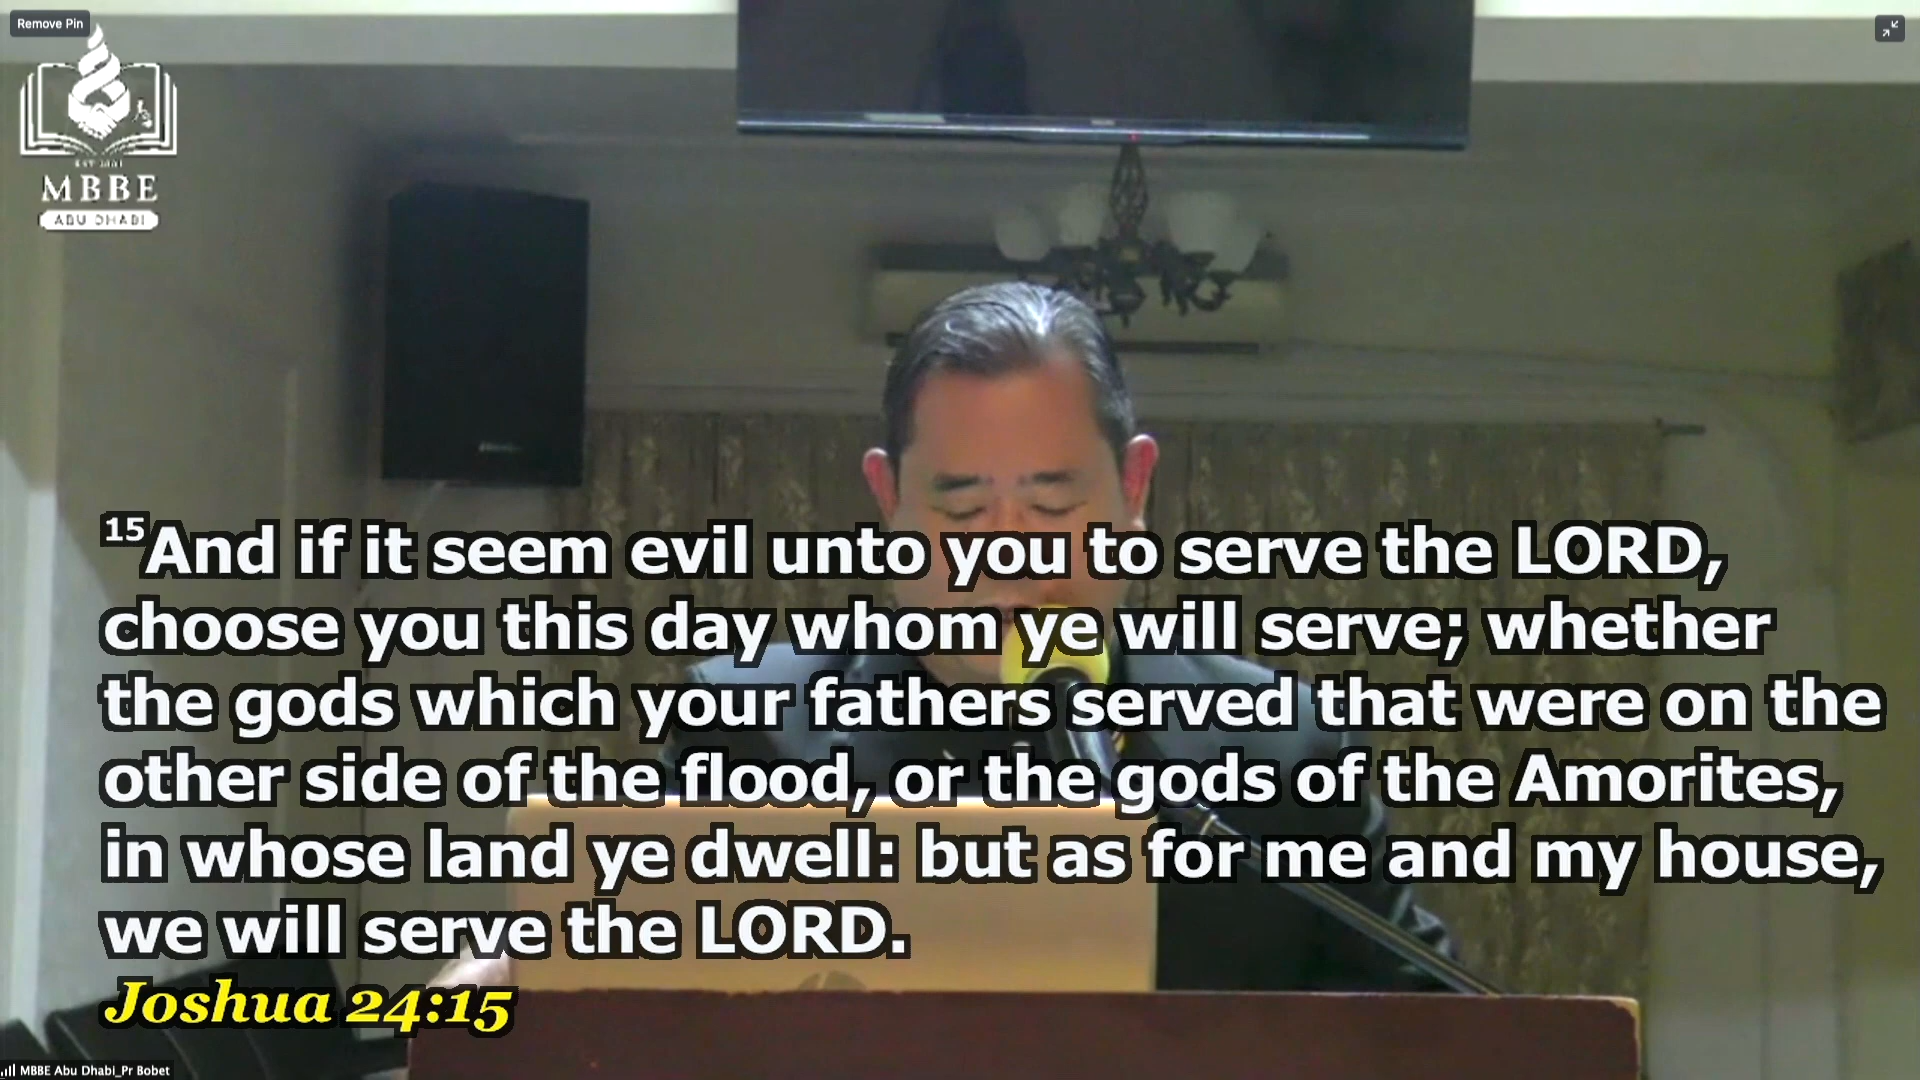 Remove Pin
EST 2021
MBBE
ABU DHABI
15And if it seem evil unto you to serve the LORD,
choose you this day whom ye will serve; whether
the gods which your fathers served that were on the
other side of the flood, or the gods of the Amorites,
in whose land ye dwell: but as for me and my house,
we will serve the LORD.
Joshua 24:15
MBBE Abu Dhabi_Pr Bobet